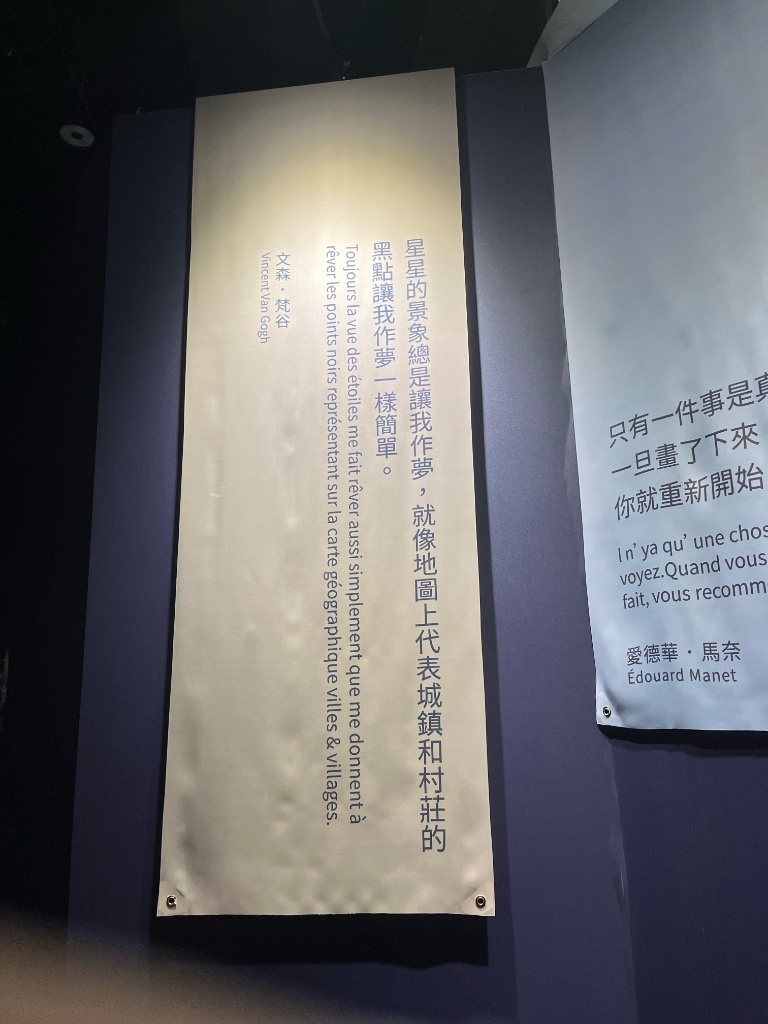 星星的景象總是讓我作夢，就像地圖上代表城鎮和村莊的
黑點讓我作夢一樣簡單。
Toujours la vue des étoiles me fait rêver aussi simplement que me donnent à
rêver les points noirs représentant sur la carte géographique villes & villages.
文森．梵谷
Vincent Van Gogh
只有一件事是真
一旦畫了下來
你就重新開始
I n’ ya qu’ une chos
voyez.Quand vous
fait, vous recomm
愛德華．馬奈
Édouard Manet